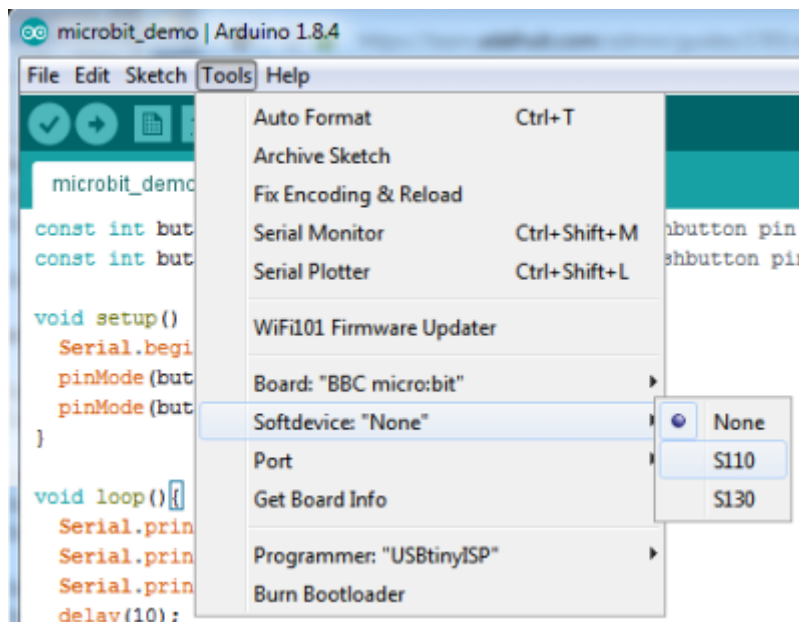 microbit_demo | Arduino 1.8.4
File Edit Sketch Tools Help
microbit_demo
Auto Format Ctrl+T
Archive Sketch
Fix Encoding & Reload
Serial Monitor Ctrl+Shift+M
Serial Plotter Ctrl+Shift+L
WiFi101 Firmware Updater
Board: "BBC micro:bit"
Softdevice: "None"
Port
Get Board Info
Programmer: "USBtinyISP"
Burn Bootloader
None
S110
S130
const int but hbutton pin
const int but shbutton pin
void setup()
Serial.begi
pinMode(but
pinMode(but
}
void loop(){
Serial.prin
Serial.prin
Serial.prin
delay(10);